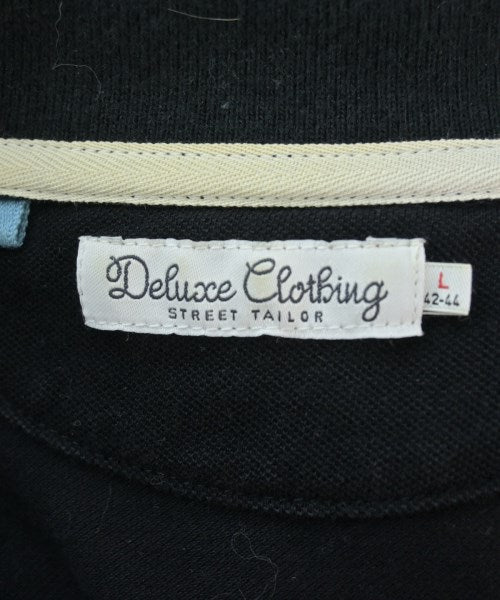 Deluxe Clothing
STREET TAILOR
L
42-44